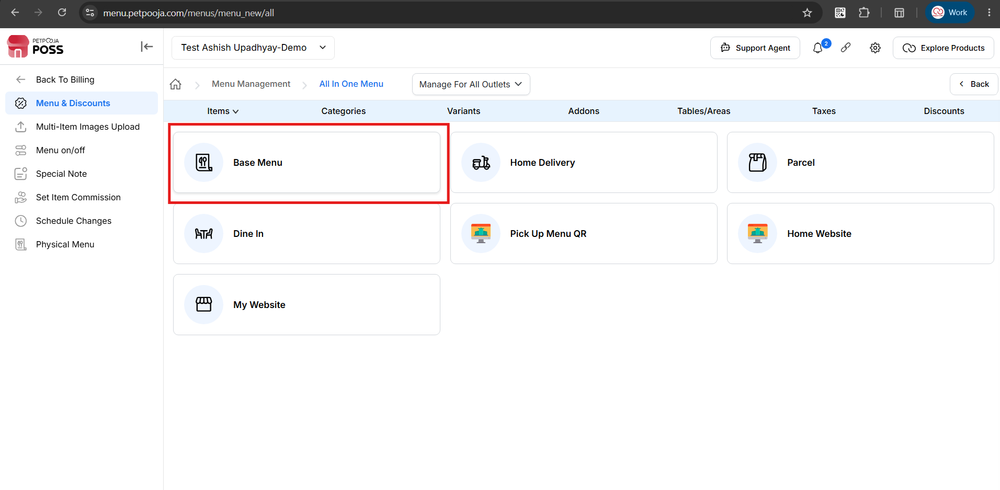 menu.petpooja.com/menus/menu_new/all
Work
PETPOOJA
POSS
Test Ashish Upadhyay-Demo
Support Agent
2
Explore Products
Back To Billing
Menu & Discounts
Multi-Item Images Upload
Menu on/off
Special Note
Set Item Commission
Schedule Changes
Physical Menu
Menu Management
All In One Menu
Manage For All Outlets
Back
Items
Categories
Variants
Addons
Tables/Areas
Taxes
Discounts
Base Menu
Home Delivery
Parcel
Dine In
Pick Up Menu QR
Home Website
My Website